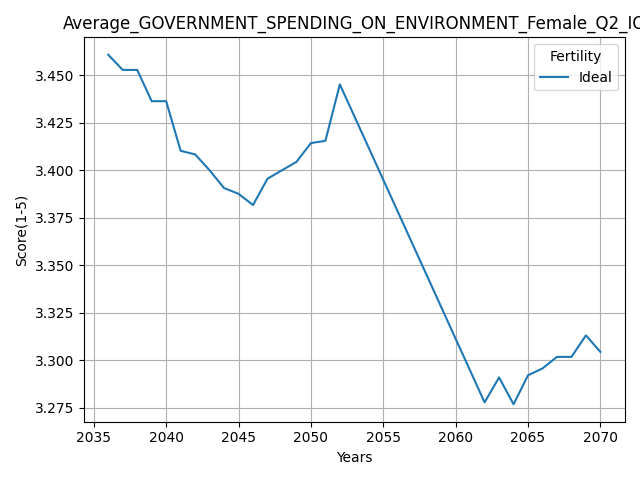 Average_GOVERNMENT_SPENDING_ON_ENVIRONMENT_Female_Q2_IC
Fertility
Ideal
Score(1-5)
3.450
3.425
3.400
3.375
3.350
3.325
3.300
3.275
2035 2040 2045 2050 2055 2060 2065 2070
Years